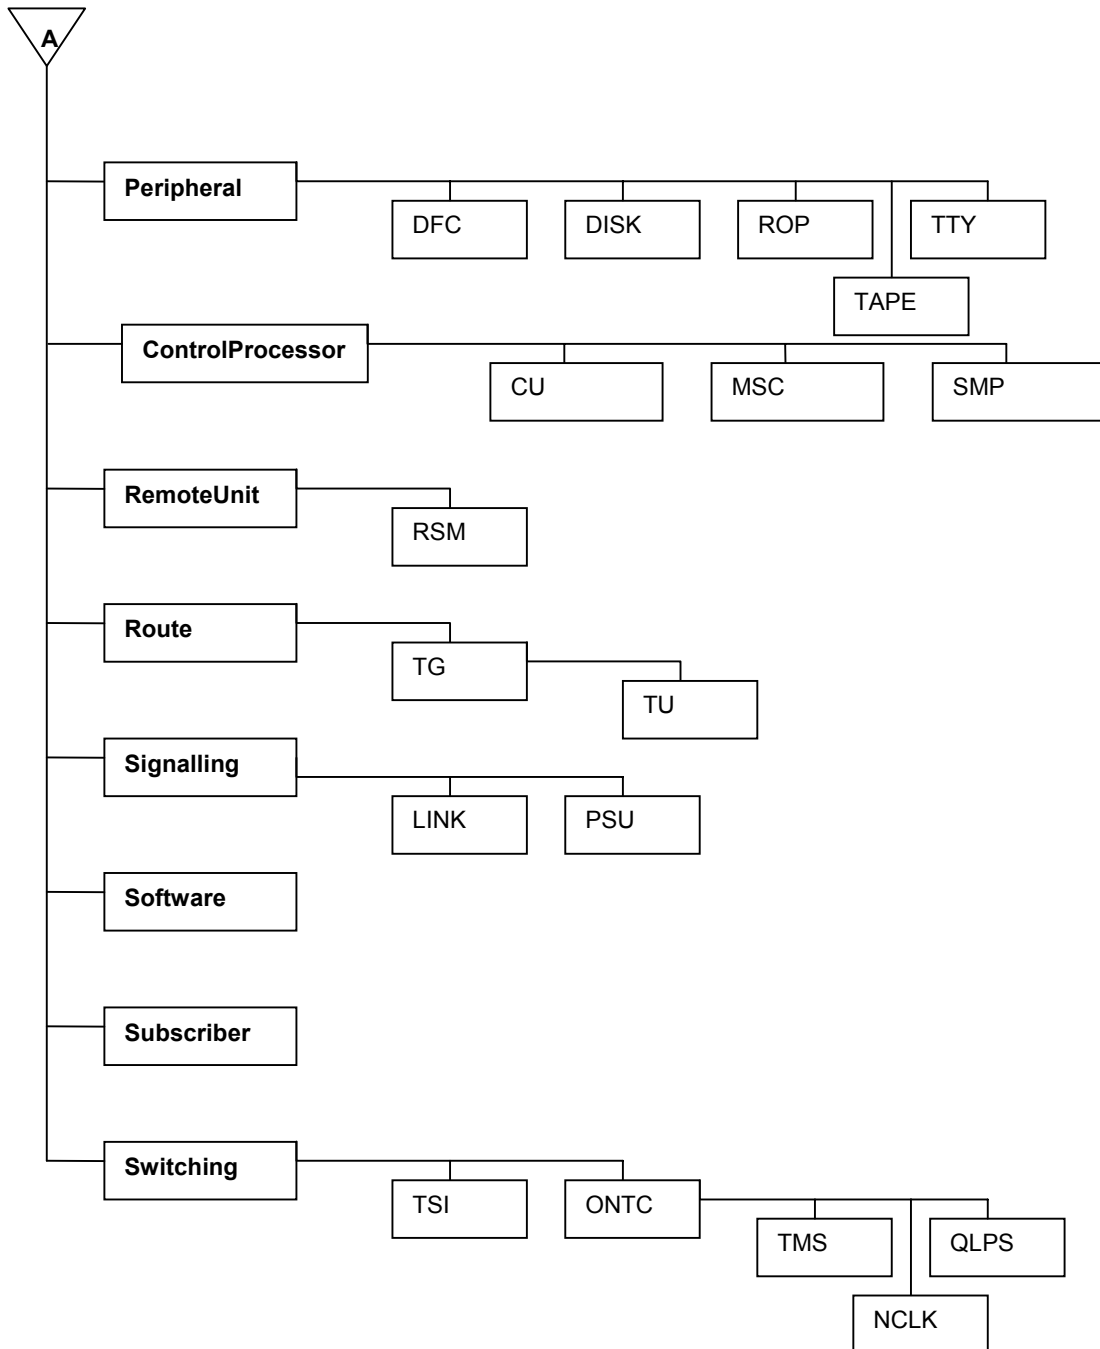 A
Peripheral
DFC
DISK
ROP
TTY
TAPE
ControlProcessor
CU
MSC
SMP
RemoteUnit
RSM
Route
TG
TU
Signalling
LINK
PSU
Software
Subscriber
Switching
TSI
ONTC
TMS
QLPS
NCLK